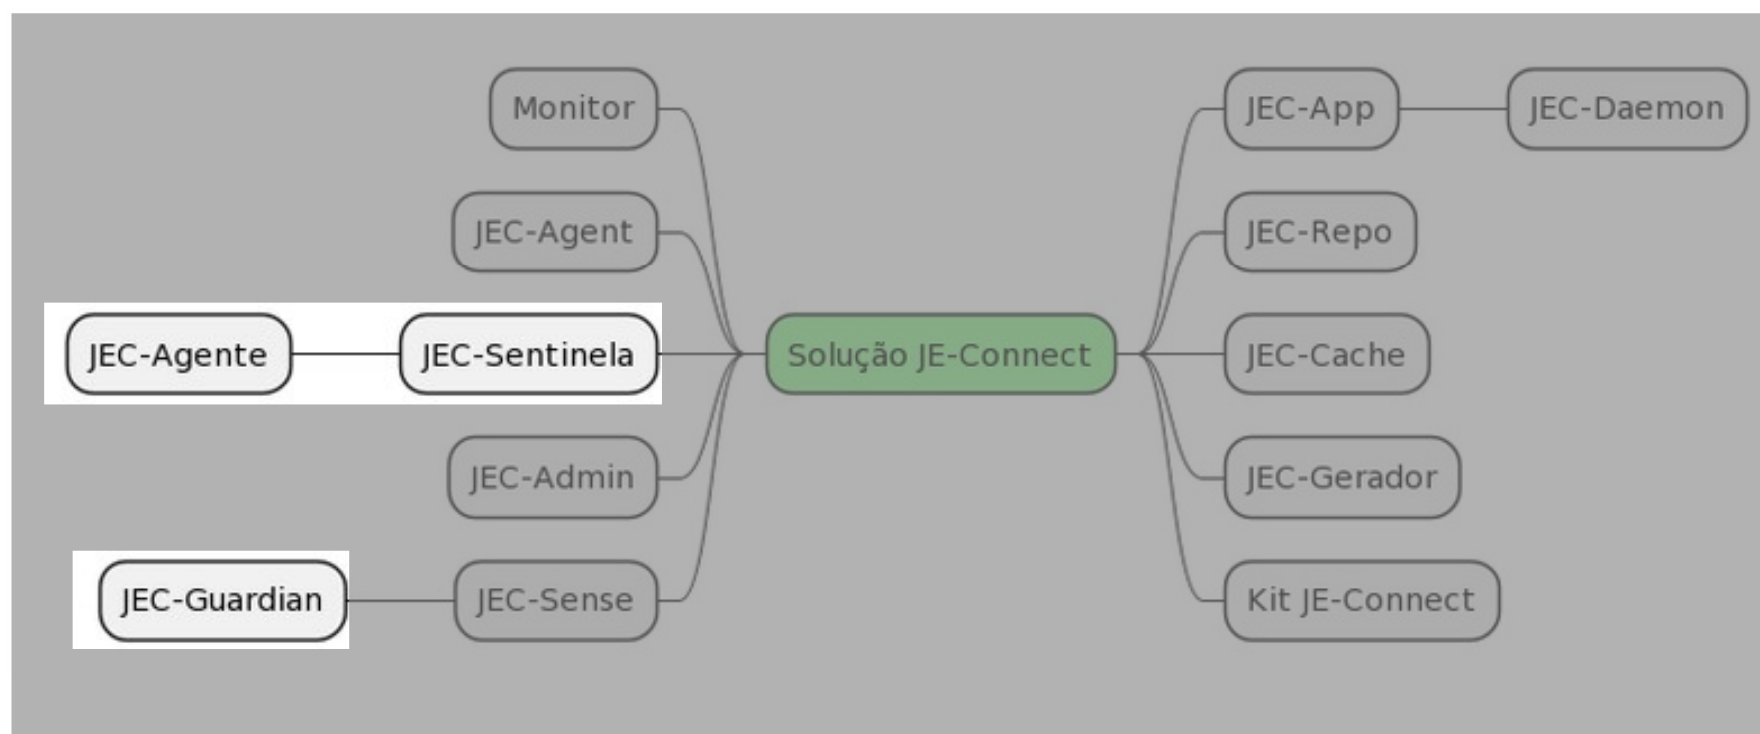 Monitor
JEC-App
JEC-Daemon
JEC-Agent
JEC-Repo
JEC-Agente
JEC-Sentinela
Solução JE-Connect
JEC-Cache
JEC-Admin
JEC-Gerador
JEC-Guardian
JEC-Sense
Kit JE-Connect